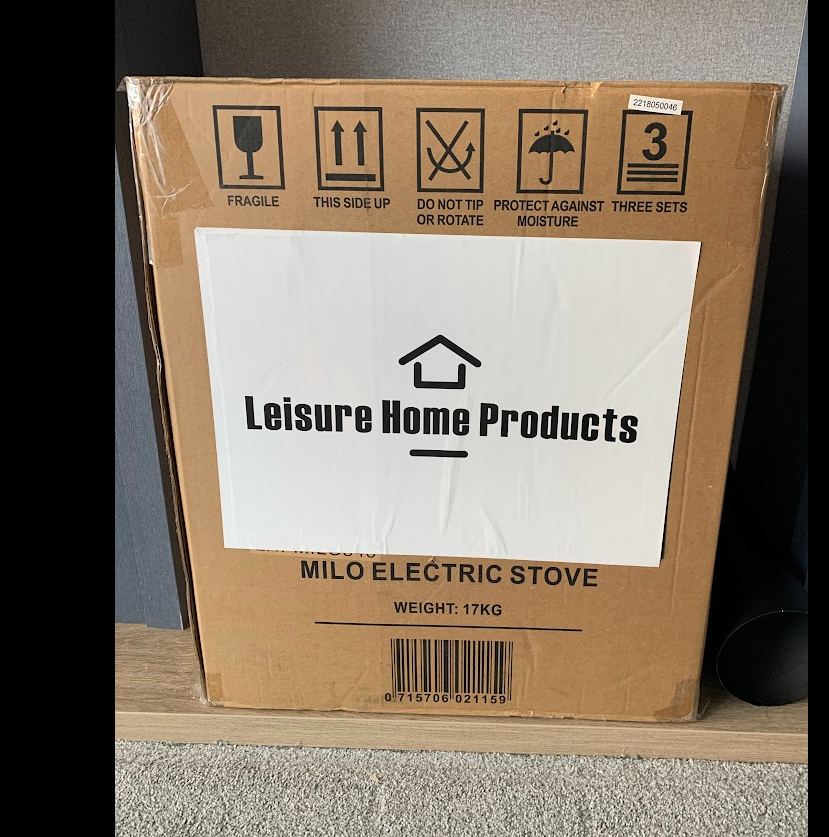 2218050046
3
FRAGILE
THIS SIDE UP
DO NOT TIP
OR ROTATE
PROTECT AGAINST
MOISTURE
THREE SETS
Leisure Home Products
MILO ELECTRIC STOVE
WEIGHT: 17KG
0 715706 021159